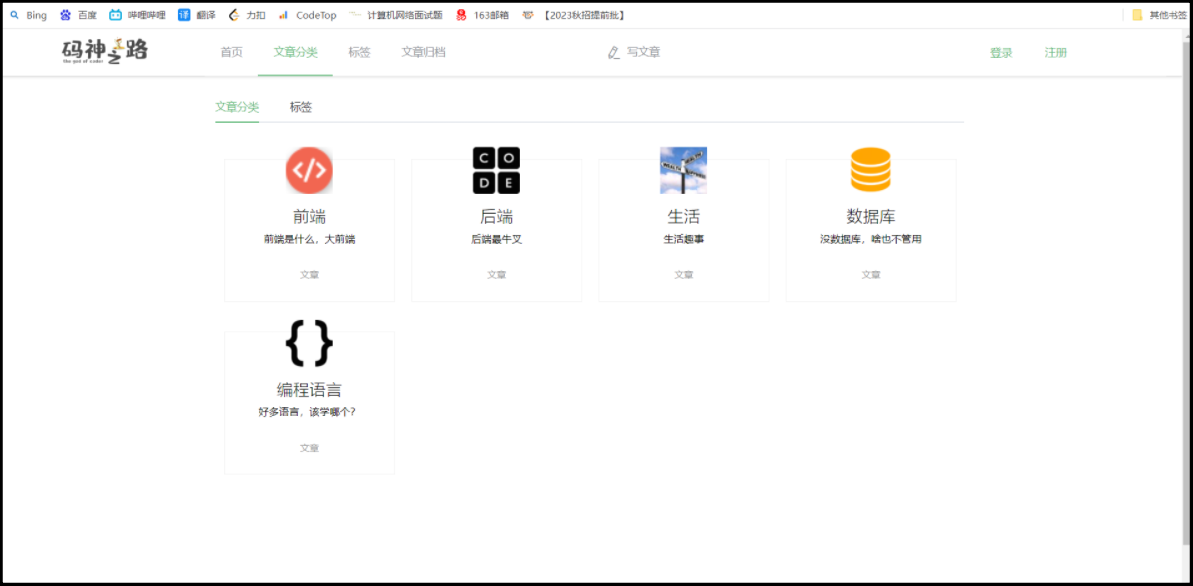 Bing 百度 哔哩哔哩 翻译 力扣 CodeTop 计算机网络面试题 163邮箱 【2023秋招提前批】 其他书签
码神之路 首页 文章分类 标签 文章归档 写文章 登录 注册
the god of coder
文章分类 标签
前端 后端 生活 数据库
前端是什么，大前端 后端最牛叉 生活趣事 没数据库，啥也不管用
文章 文章 文章 文章
编程语言
好多语言，该学哪个？
文章